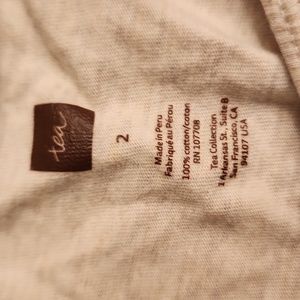 tea
2
Made in Peru
Fabriqué au Pérou
100% cotton/coton
RN 107708
Tea Collection
1 Arkansas St., Suite B
San Francisco, CA
94107 USA